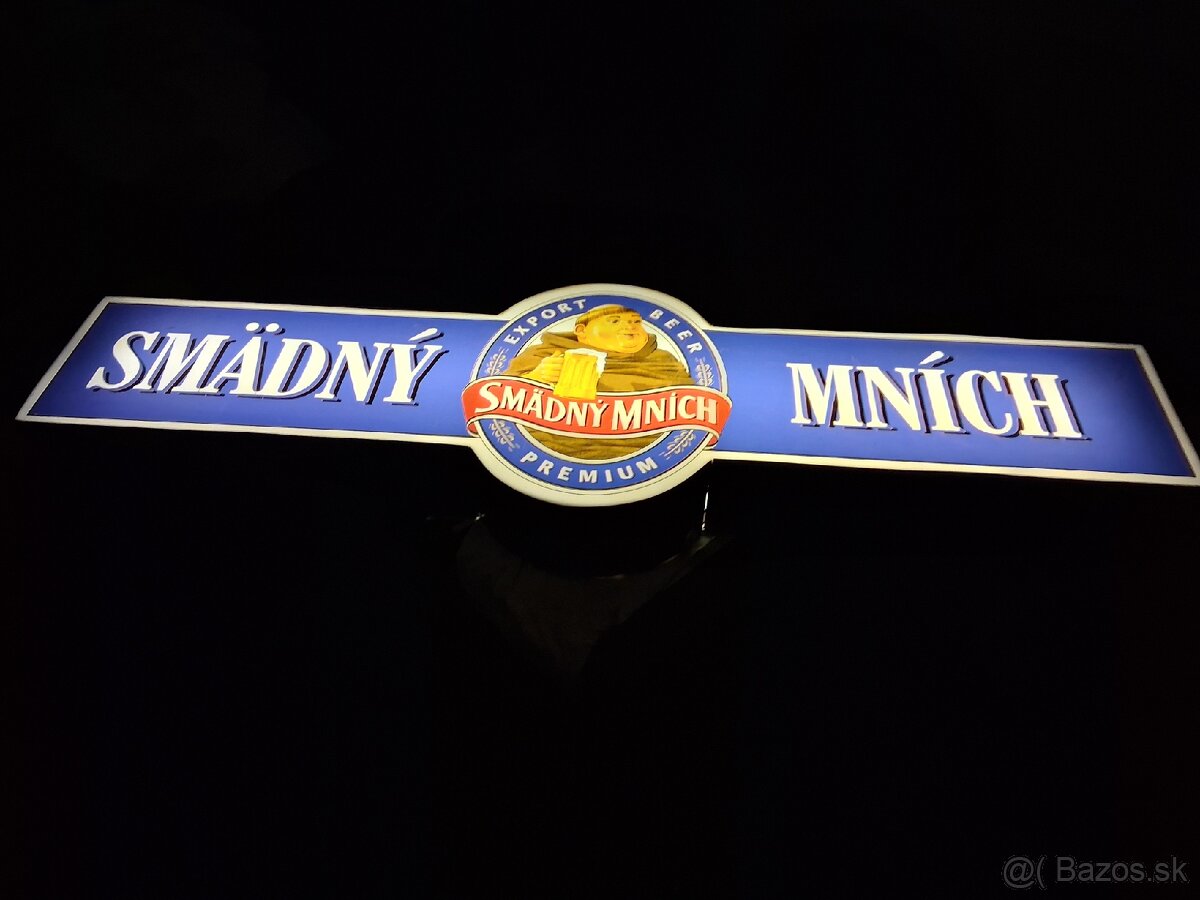 SMÄDNÝ
EXPORT BEER
SMÄDNÝ MNÍCH
PREMIUM
MNÍCH
@( Bazos.sk